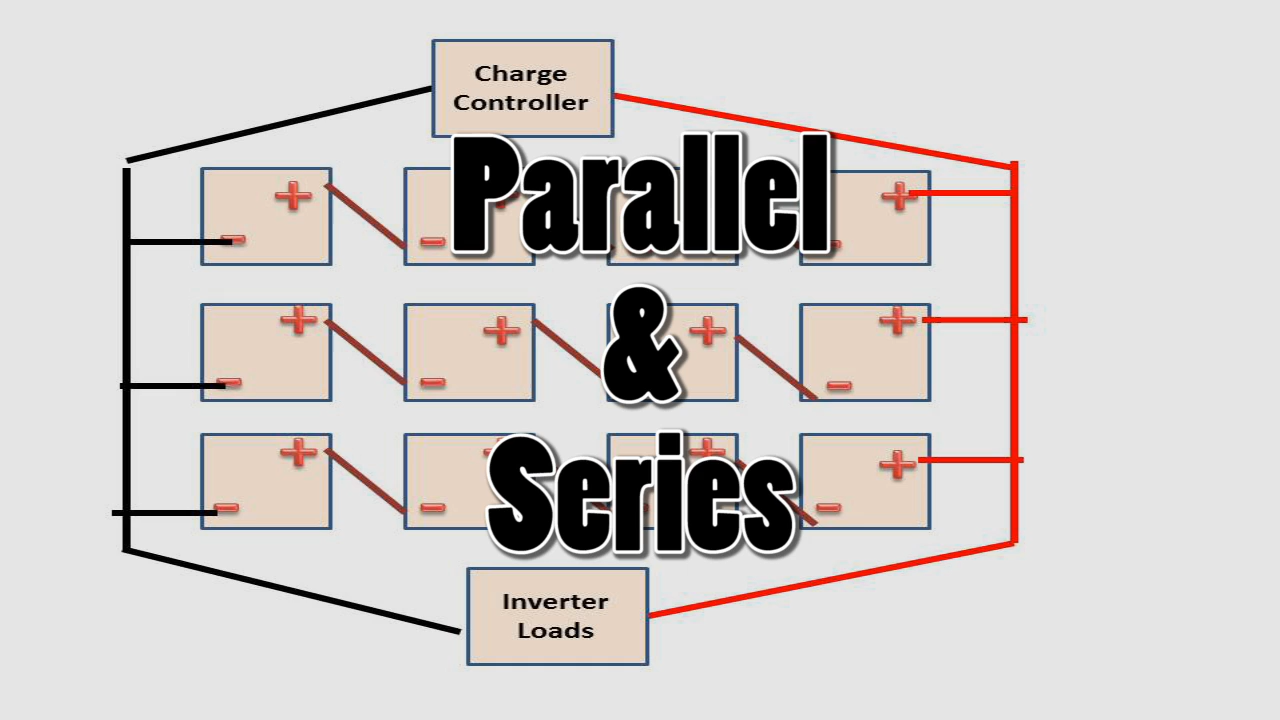 Charge
Controller
Parallel
&
Series
Inverter
Loads